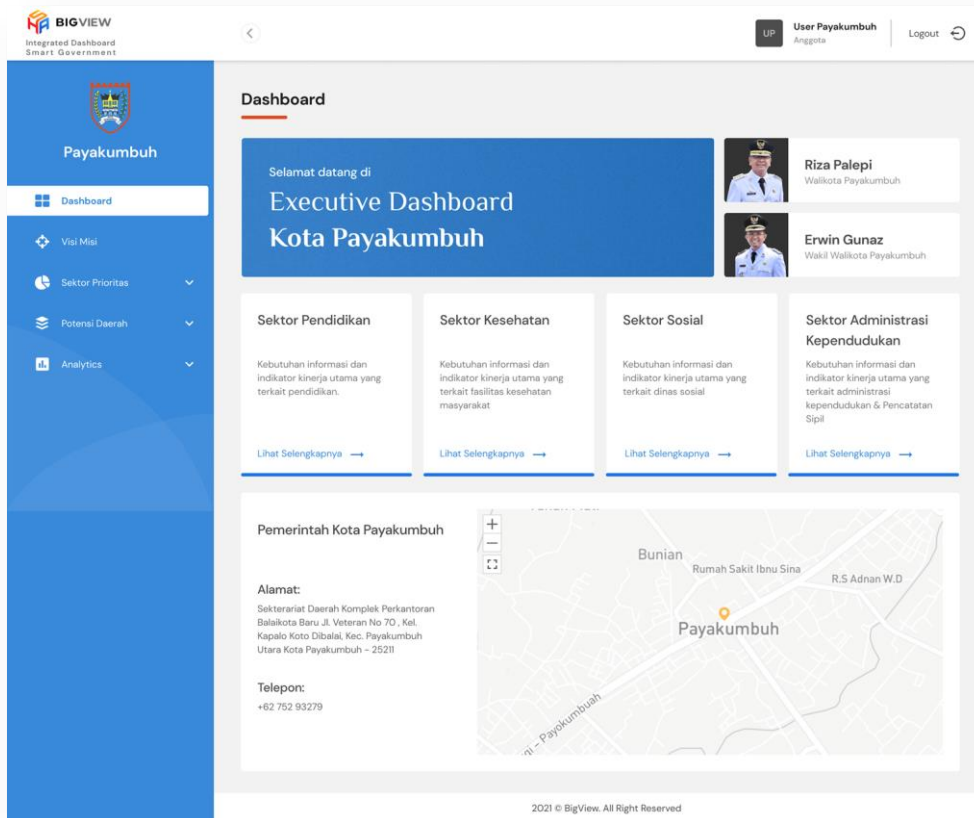 BIGVIEW
Integrated Dashboard
Smart Government
UP
User Payakumbuh
Anggota
Logout
Payakumbuh
Dashboard
Visi Misi
Sektor Prioritas
Potensi Daerah
Analytics
Dashboard
Selamat datang di
Executive Dashboard
Kota Payakumbuh
Riza Palepi
Walikota Payakumbuh
Erwin Gunaz
Wakil Walikota Payakumbuh
Sektor Pendidikan
Kebutuhan informasi dan
indikator kinerja utama yang
terkait pendidikan.
Lihat Selengkapnya
Sektor Kesehatan
Kebutuhan informasi dan
indikator kinerja utama yang
terkait fasilitas kesehatan
masyarakat
Lihat Selengkapnya
Sektor Sosial
Kebutuhan informasi dan
indikator kinerja utama yang
terkait dinas sosial
Lihat Selengkapnya
Sektor Administrasi
Kependudukan
Kebutuhan informasi dan
indikator kinerja utama yang
terkait administrasi
kependudukan & Pencatatan
Sipil
Lihat Selengkapnya
Pemerintah Kota Payakumbuh
Alamat:
Sekterariat Daerah Komplek Perkantoran
Balaikota Baru Jl. Veteran No 70 , Kel.
Kapalo Koto Dibalai, Kec. Payakumbuh
Utara Kota Payakumbuh - 25211
Telepon:
+62 752 93279
Bunian
Rumah Sakit Ibnu Sina
R.S Adnan W.D
Payakumbuh
gi - Payokumbuah
2021 © BigView. All Right Reserved